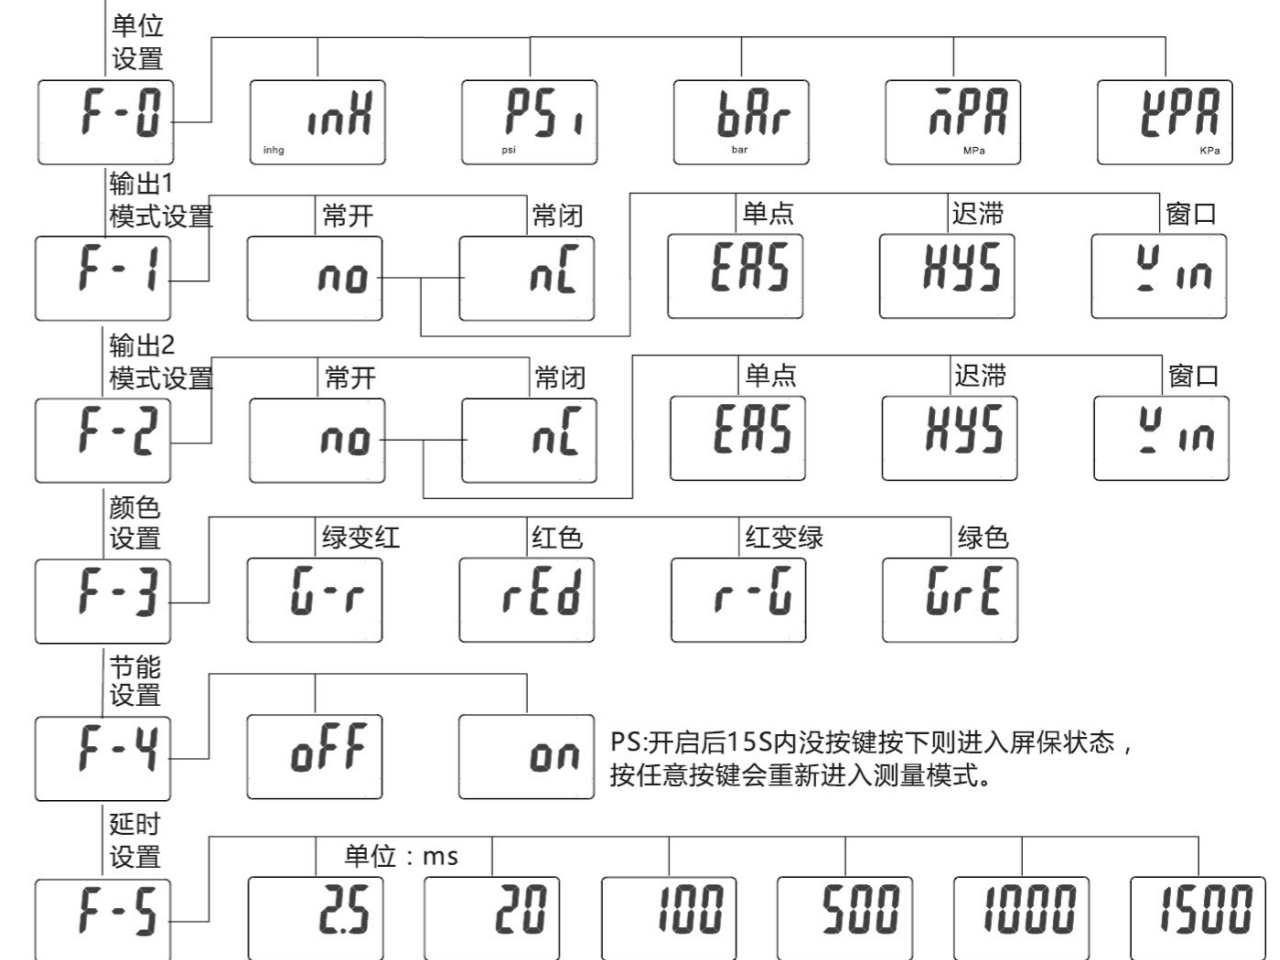 单位
设置
F-0
inH
inhg
PSi
psi
bAr
bar
MPA
MPa
KPA
KPa
输出1
模式设置
F-1
常开
no
常闭
nC
单点
EAS
迟滞
HYS
窗口
Win
输出2
模式设置
F-2
常开
no
常闭
nC
单点
EAS
迟滞
HYS
窗口
Win
颜色
设置
F-3
绿变红
G-r
红色
rEd
红变绿
r-G
绿色
GrE
节能
设置
F-4
oFF
on
PS:开启后15S内没按键按下则进入屏保状态，
按任意按键会重新进入测量模式。
延时
设置
F-5
单位：ms
2.5
20
100
500
1000
1500